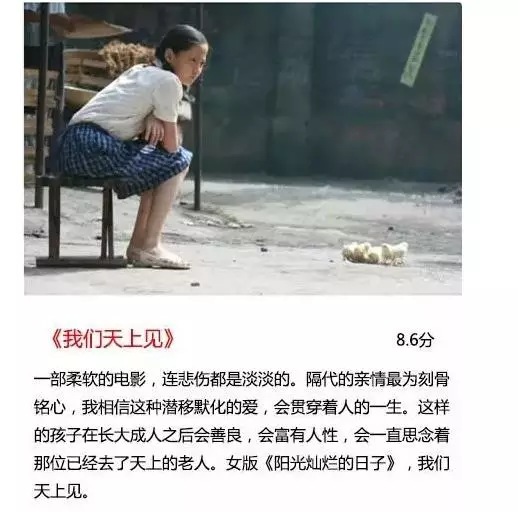 《我们天上见》
8.6分
一部柔软的电影，连悲伤都是淡淡的。隔代的亲情最为刻骨
铭心，我相信这种潜移默化的爱，会贯穿着人的一生。这样
的孩子在长大成人之后会善良，会富有人性，会一直思念着
那位已经去了天上的老人。女版《阳光灿烂的日子》，我们
天上见。